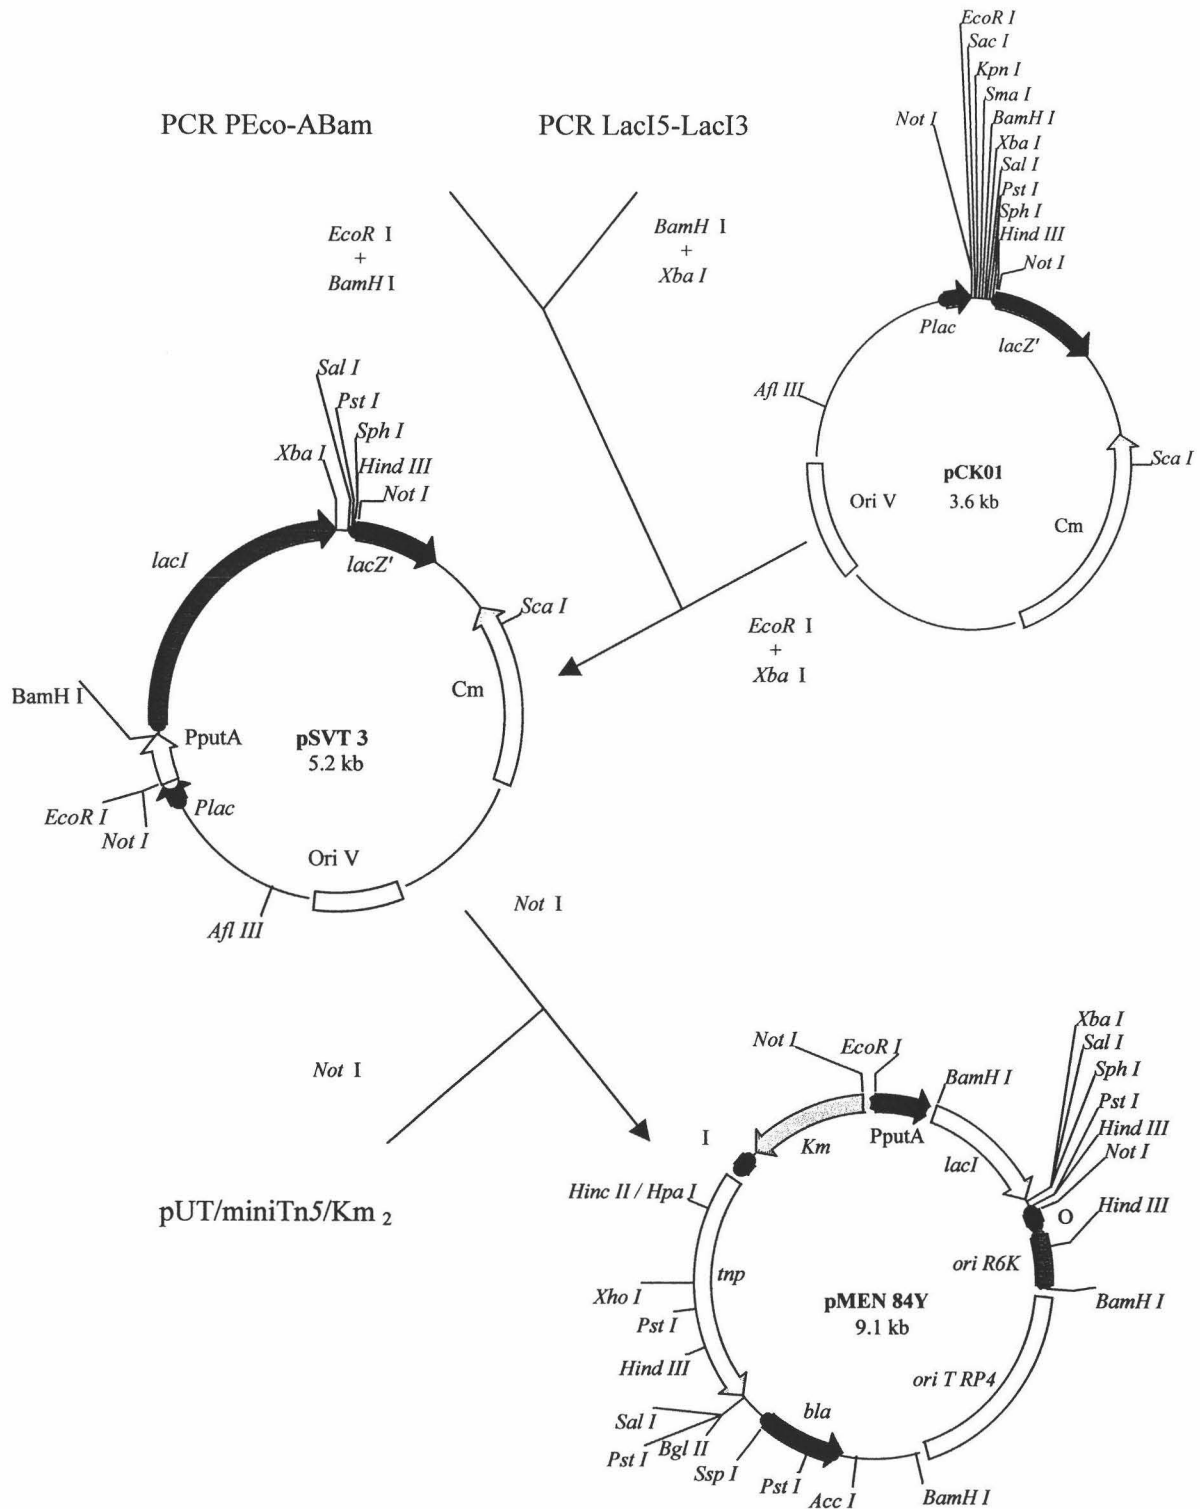 PCR PEco-ABam
PCR LacI5-LacI3
EcoR I
+
BamH I
BamH I
+
Xba I
EcoR I
Sac I
Kpn I
Sma I
BamH I
Xba I
Sal I
Pst I
Sph I
Hind III
Not I
Not I
Plac
lacZ'
Afl III
Sca I
pCK01
3.6 kb
Ori V
Cm
EcoR I
+
Xba I
Sal I
Pst I
Sph I
Hind III
Not I
Xba I
lacI
lacZ'
Sca I
Cm
BamH I
PputA
pSVT 3
5.2 kb
EcoR I
Not I
Plac
Ori V
Afl III
Not I
Not I
pUT/miniTn5/Km 2
Xba I
Sal I
Sph I
Pst I
Hind III
Not I
Hind III
Not I
EcoR I
BamH I
I
Km
PputA
lacI
O
Hinc II / Hpa I
ori R6K
tnp
Xho I
Pst I
Hind III
pMEN 84Y
9.1 kb
BamH I
ori T RP4
bla
Sal I
Pst I
Bgl II
Ssp I
Pst I
Acc I
BamH I